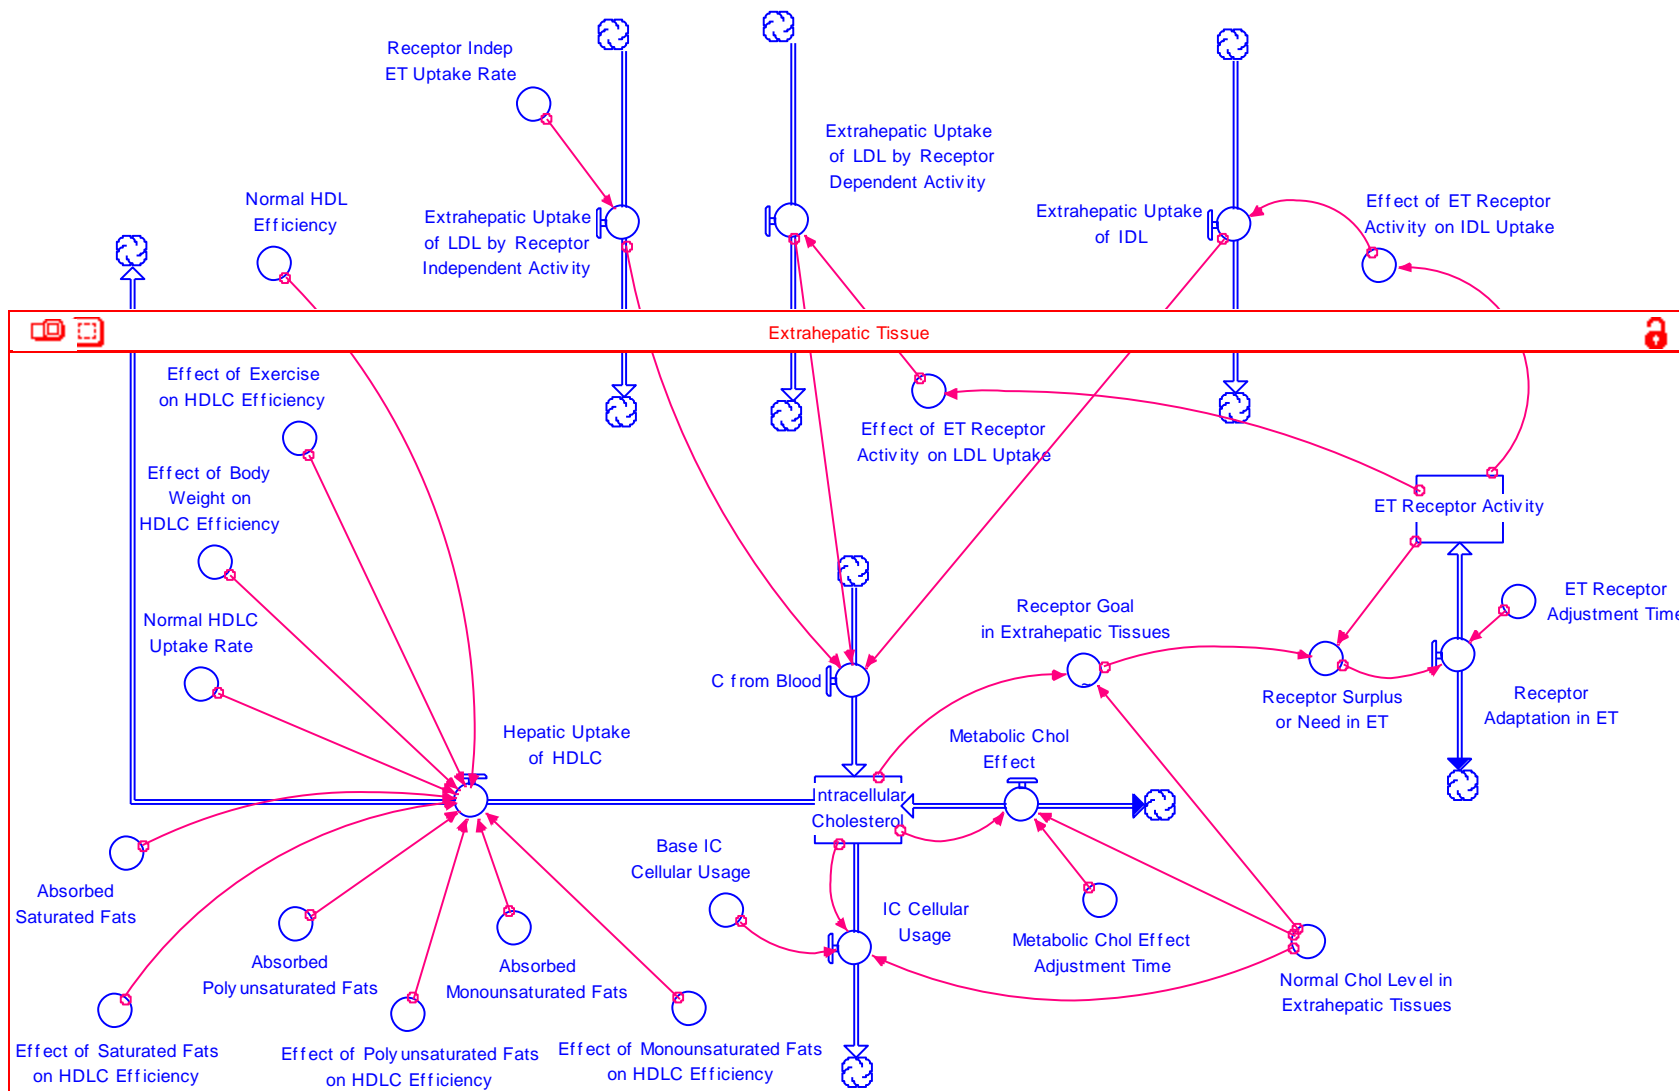 Receptor Indep
ET Uptake Rate
Extrahepatic Uptake
of LDL by Receptor
Dependent Activity
Normal HDL
Efficiency
Extrahepatic Uptake
of LDL by Receptor
Independent Activity
Extrahepatic Uptake
of IDL
Effect of ET Receptor
Activity on IDL Uptake
Extrahepatic Tissue
Effect of Exercise
on HDLC Efficiency
Effect of ET Receptor
Activity on LDL Uptake
Effect of Body
Weight on
HDLC Efficiency
ET Receptor Activity
Normal HDLC
Uptake Rate
Receptor Goal
in Extrahepatic Tissues
ET Receptor
Adjustment Time
C from Blood
Receptor Surplus
or Need in ET
Receptor
Adaptation in ET
Hepatic Uptake
of HDLC
Metabolic Chol
Effect
Intracellular
Cholesterol
Base IC
Cellular Usage
Absorbed
Saturated Fats
IC Cellular
Usage
Metabolic Chol Effect
Adjustment Time
Absorbed
Polyunsaturated Fats
Absorbed
Monounsaturated Fats
Normal Chol Level in
Extrahepatic Tissues
Effect of Saturated Fats
on HDLC Efficiency
Effect of Polyunsaturated Fats
on HDLC Efficiency
Effect of Monounsaturated Fats
on HDLC Efficiency